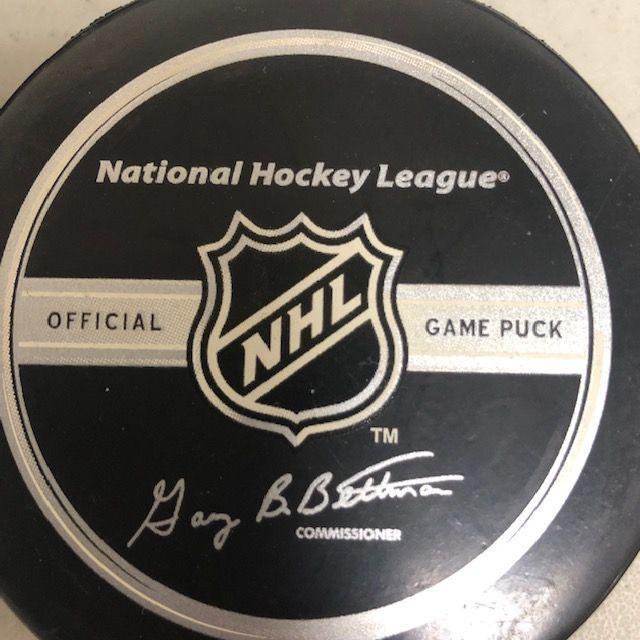 National Hockey League®
NHL
OFFICIAL
GAME PUCK
TM
Gary B. Bettman
COMMISSIONER